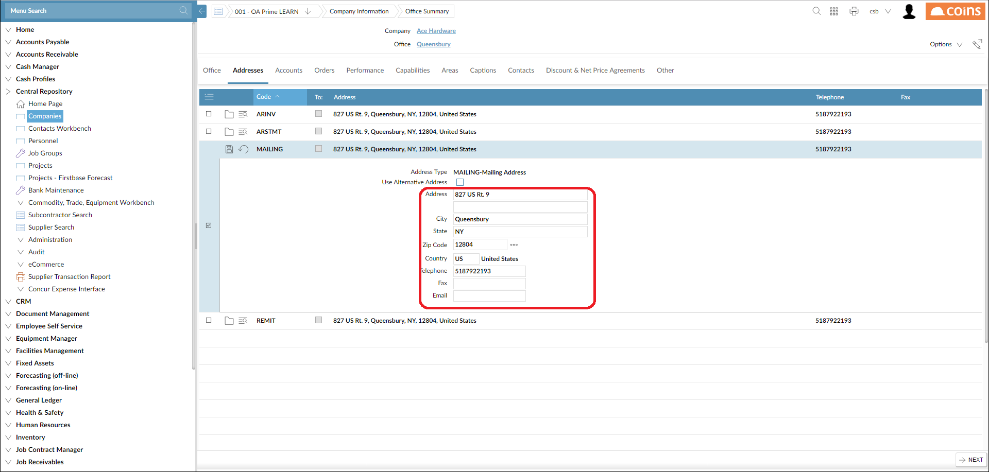 Menu Search
001 - OA Prime LEARN
Company Information
Office Summary
csb
coins
Company Ace Hardware
Office Queensbury
Options
Office Addresses Accounts Orders Performance Capabilities Areas Captions Contacts Discount & Net Price Agreements Other
Code To: Address Telephone Fax
ARINV 827 US Rt. 9, Queensbury, NY, 12804, United States 5187922193
ARSTMT 827 US Rt. 9, Queensbury, NY, 12804, United States 5187922193
MAILING 827 US Rt. 9, Queensbury, NY, 12804, United States 5187922193
Address Type MAILING-Mailing Address
Use Alternative Address
Address 827 US Rt. 9
City Queensbury
State NY
Zip Code 12804
Country US United States
Telephone 5187922193
Fax
Email
REMIT 827 US Rt. 9, Queensbury, NY, 12804, United States 5187922193
NEXT
Home
Accounts Payable
Accounts Receivable
Cash Manager
Cash Profiles
Central Repository
Home Page
Companies
Contacts Workbench
Personnel
Job Groups
Projects
Projects - Firstbase Forecast
Bank Maintenance
Commodity, Trade, Equipment Workbench
Subcontractor Search
Supplier Search
Administration
Audit
eCommerce
Supplier Transaction Report
Concur Expense Interface
CRM
Document Management
Employee Self Service
Equipment Manager
Facilities Management
Fixed Assets
Forecasting (off-line)
Forecasting (on-line)
General Ledger
Health & Safety
Human Resources
Inventory
Job Contract Manager
Job Receivables